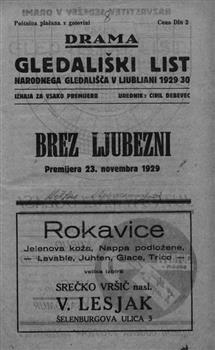 Poštnina plačana v gotovini
Cena Din 2
DRAMA
GLEDALIŠKI LIST
NARODNEGA GLEDALIŠČA V LJUBLJANI 1929-30
IZHAJA ZA VSAKO PREMIJERO
UREDNIK: CIRIL DEBEVEC
BREZ LJUBEZNI
Premijera 23. novembra 1929
Rokavice
Jelenova koža, Nappa podložene,
— Lavable, Juhten, Glace, Trico —
velika izbira
SREČKO VRŠIČ nasl.
V. LESJAK
ŠELENBURGOVA ULICA 3